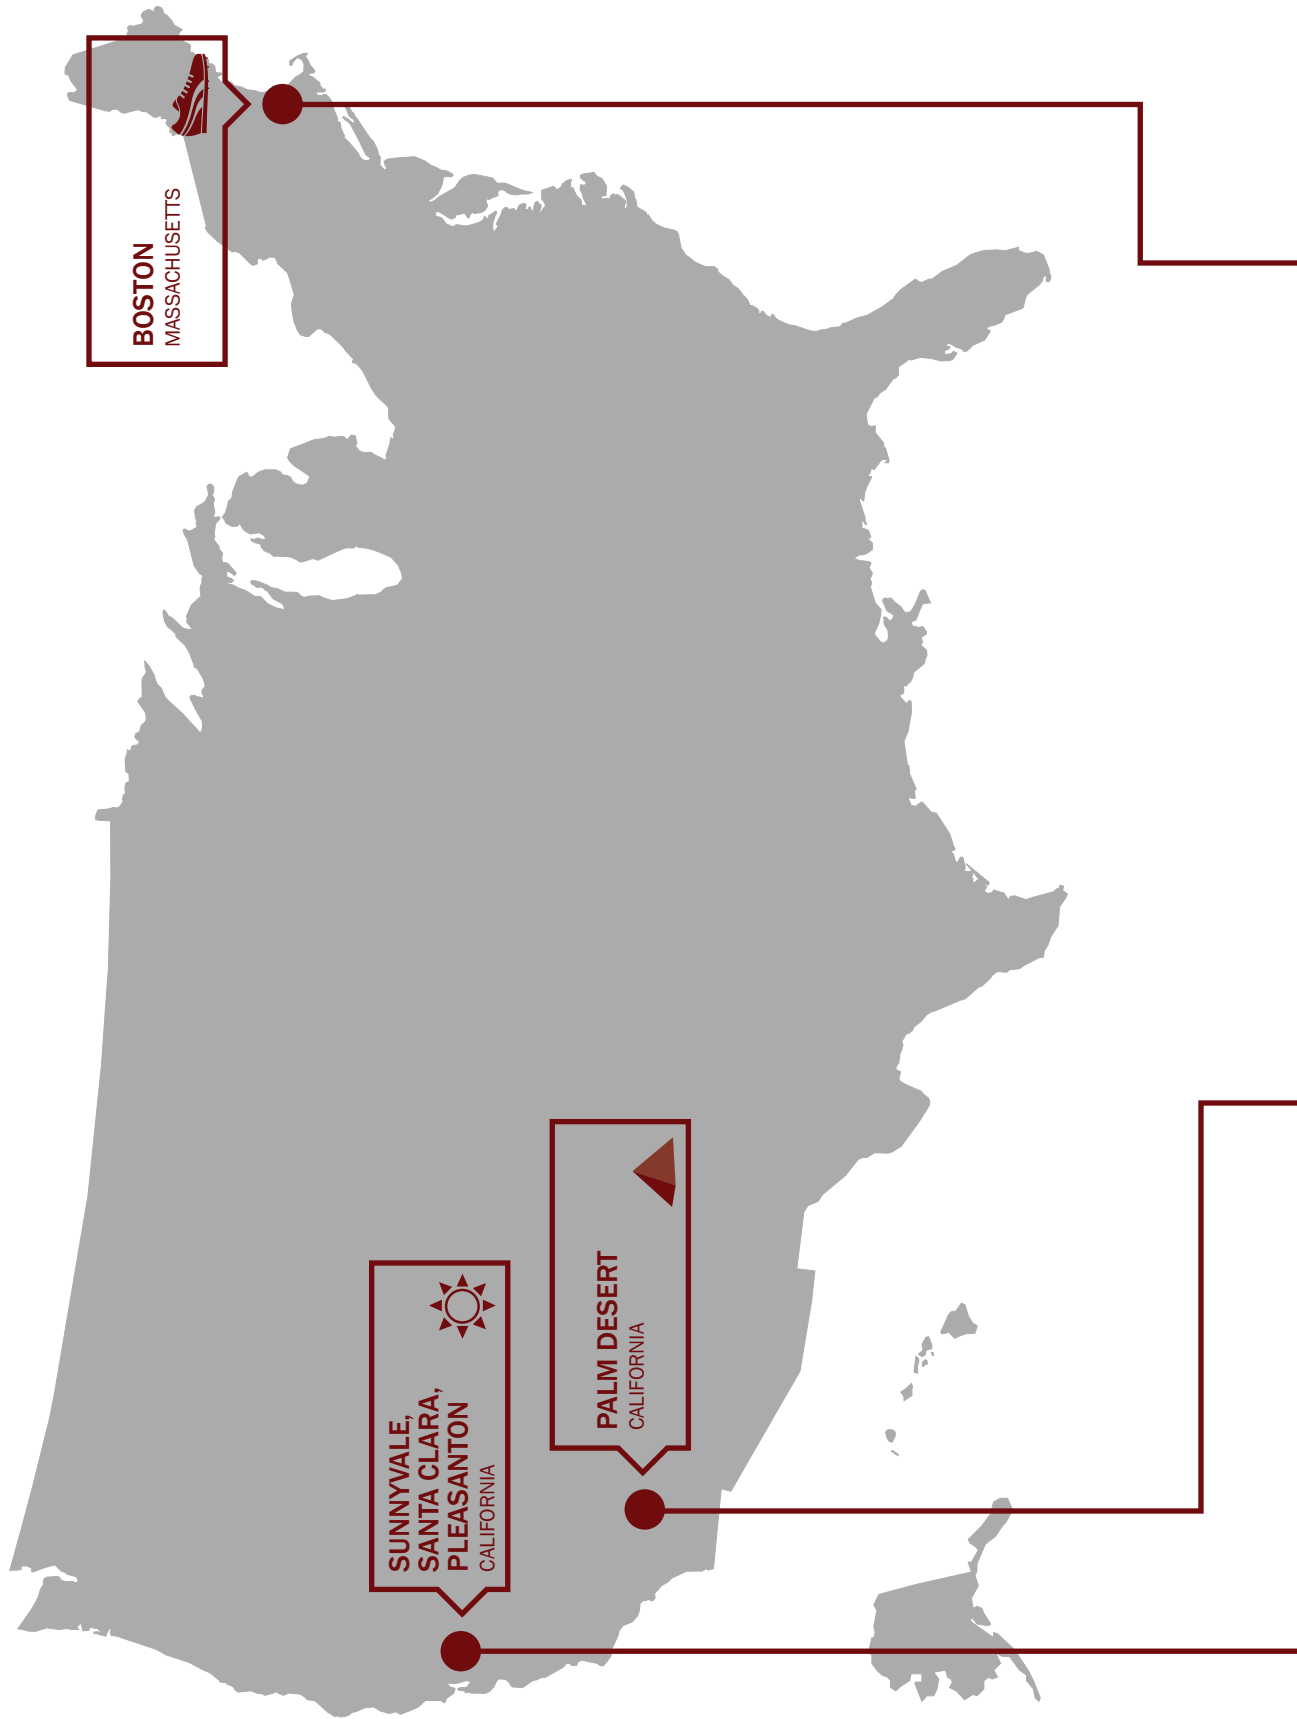 SUNNYVALE,
SANTA CLARA,
PLEASANTON
CALIFORNIA
PALM DESERT
CALIFORNIA
BOSTON
MASSACHUSETTS